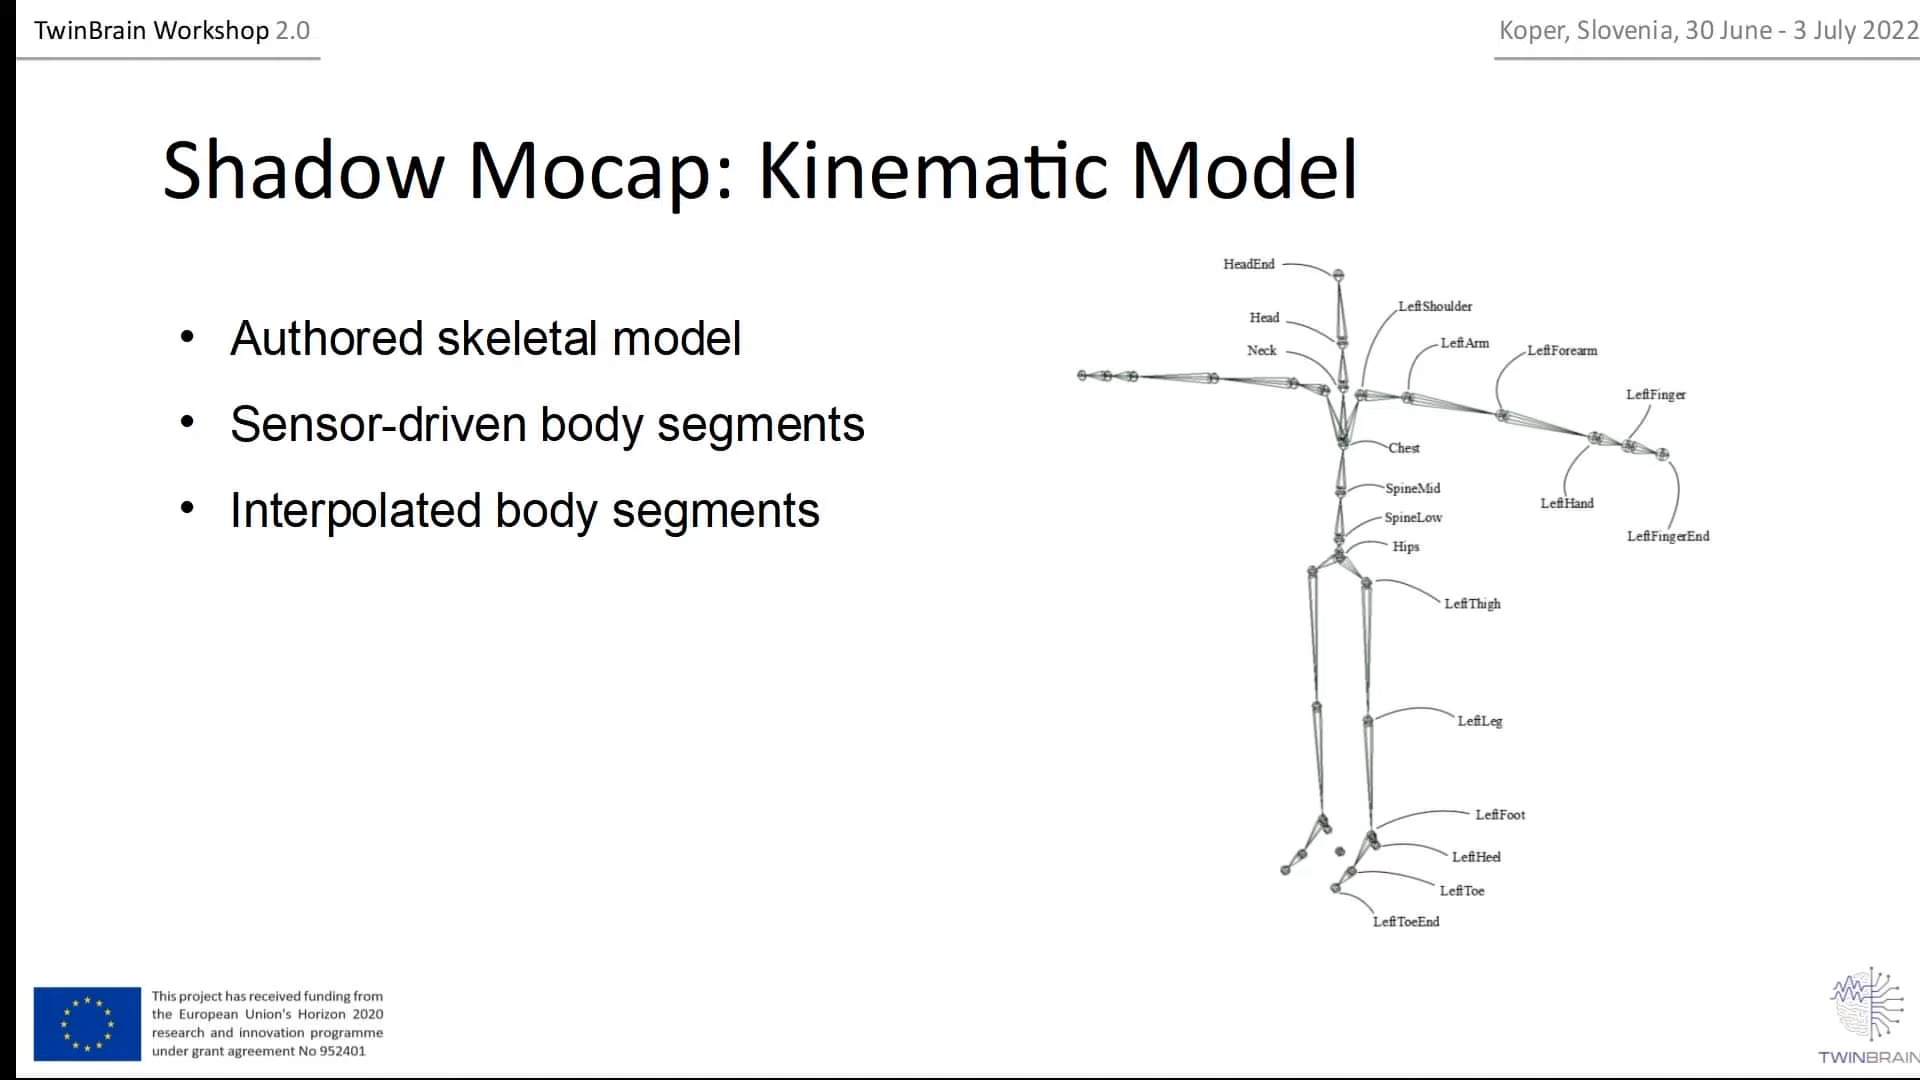 TwinBrain Workshop 2.0
Koper, Slovenia, 30 June - 3 July 2022
Shadow Mocap: Kinematic Model
• Authored skeletal model
• Sensor-driven body segments
• Interpolated body segments
HeadEnd
Head
Neck
LeftShoulder
LeftArm
LeftForearm
LeftFinger
LeftHand
LeftFingerEnd
Chest
SpineMid
SpineLow
Hips
LeftThigh
LeftLeg
LeftFoot
LeftHeel
LeftToe
LeftToeEnd
This project has received funding from
the European Union's Horizon 2020
research and innovation programme
under grant agreement No 952401
TWINBRAIN